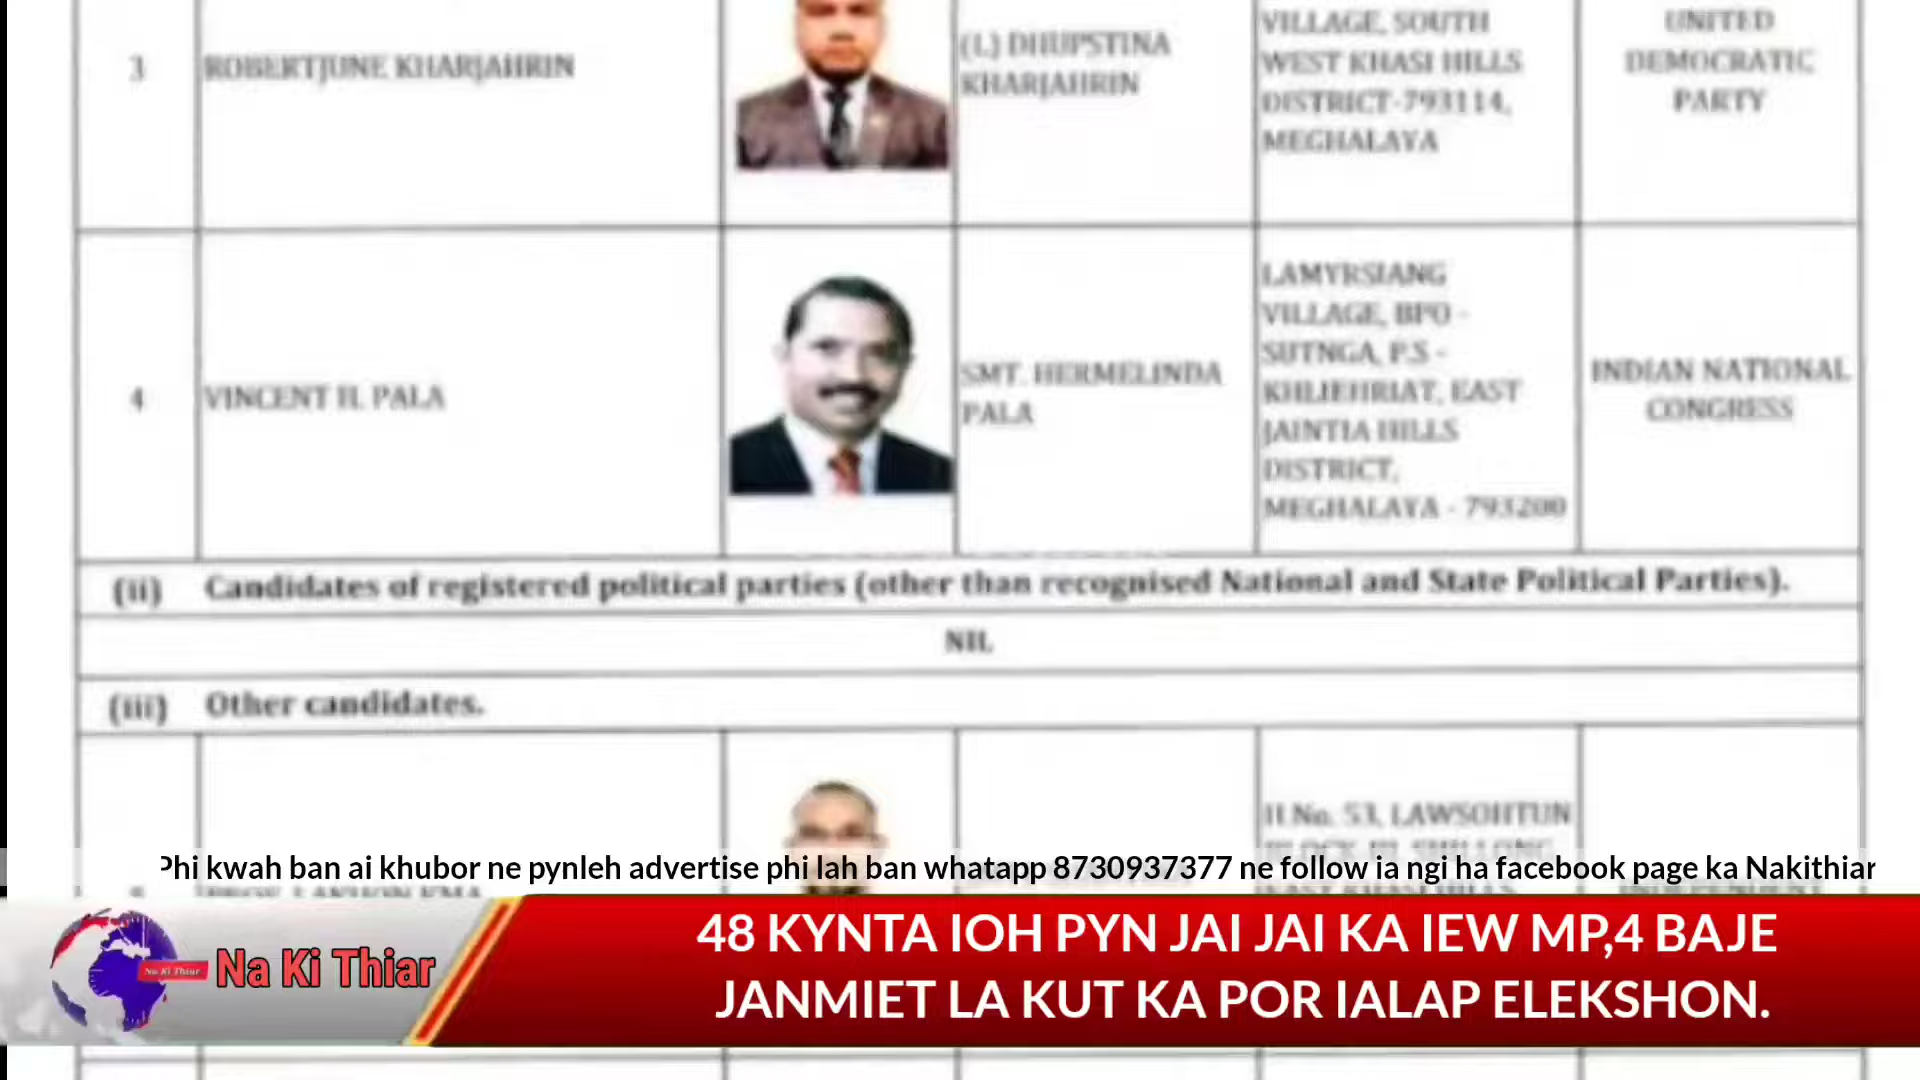 3
ROBERTJUNE KHARJAHRIN
(L) DHUPSTINA
KHARJAHRIN
VILLAGE, SOUTH
WEST KHASI HILLS
DISTRICT-793114,
MEGHALAYA
UNITED
DEMOCRATIC
PARTY
4
VINCENT H. PALA
SMT. HERMELINDA
PALA
LAMYRSIANG
VILLAGE, BPO -
SUTNGA, P.S -
KHLIEHRIAT, EAST
JAINTIA HILLS
DISTRICT,
MEGHALAYA - 793200
INDIAN NATIONAL
CONGRESS
(ii) Candidates of registered political parties (other than recognised National and State Political Parties).
NIL
(iii) Other candidates.
H No. 53, LAWSOHTUN
Phi kwah ban ai khubor ne pynleh advertise phi lah ban whatapp 8730937377 ne follow ia ngi ha facebook page ka Nakithiar
Na Ki Thiar
Na Ki Thiar
48 KYNTA IOH PYN JAI JAI KA IEW MP,4 BAJE
JANMIET LA KUT KA POR IALAP ELEKSHON.